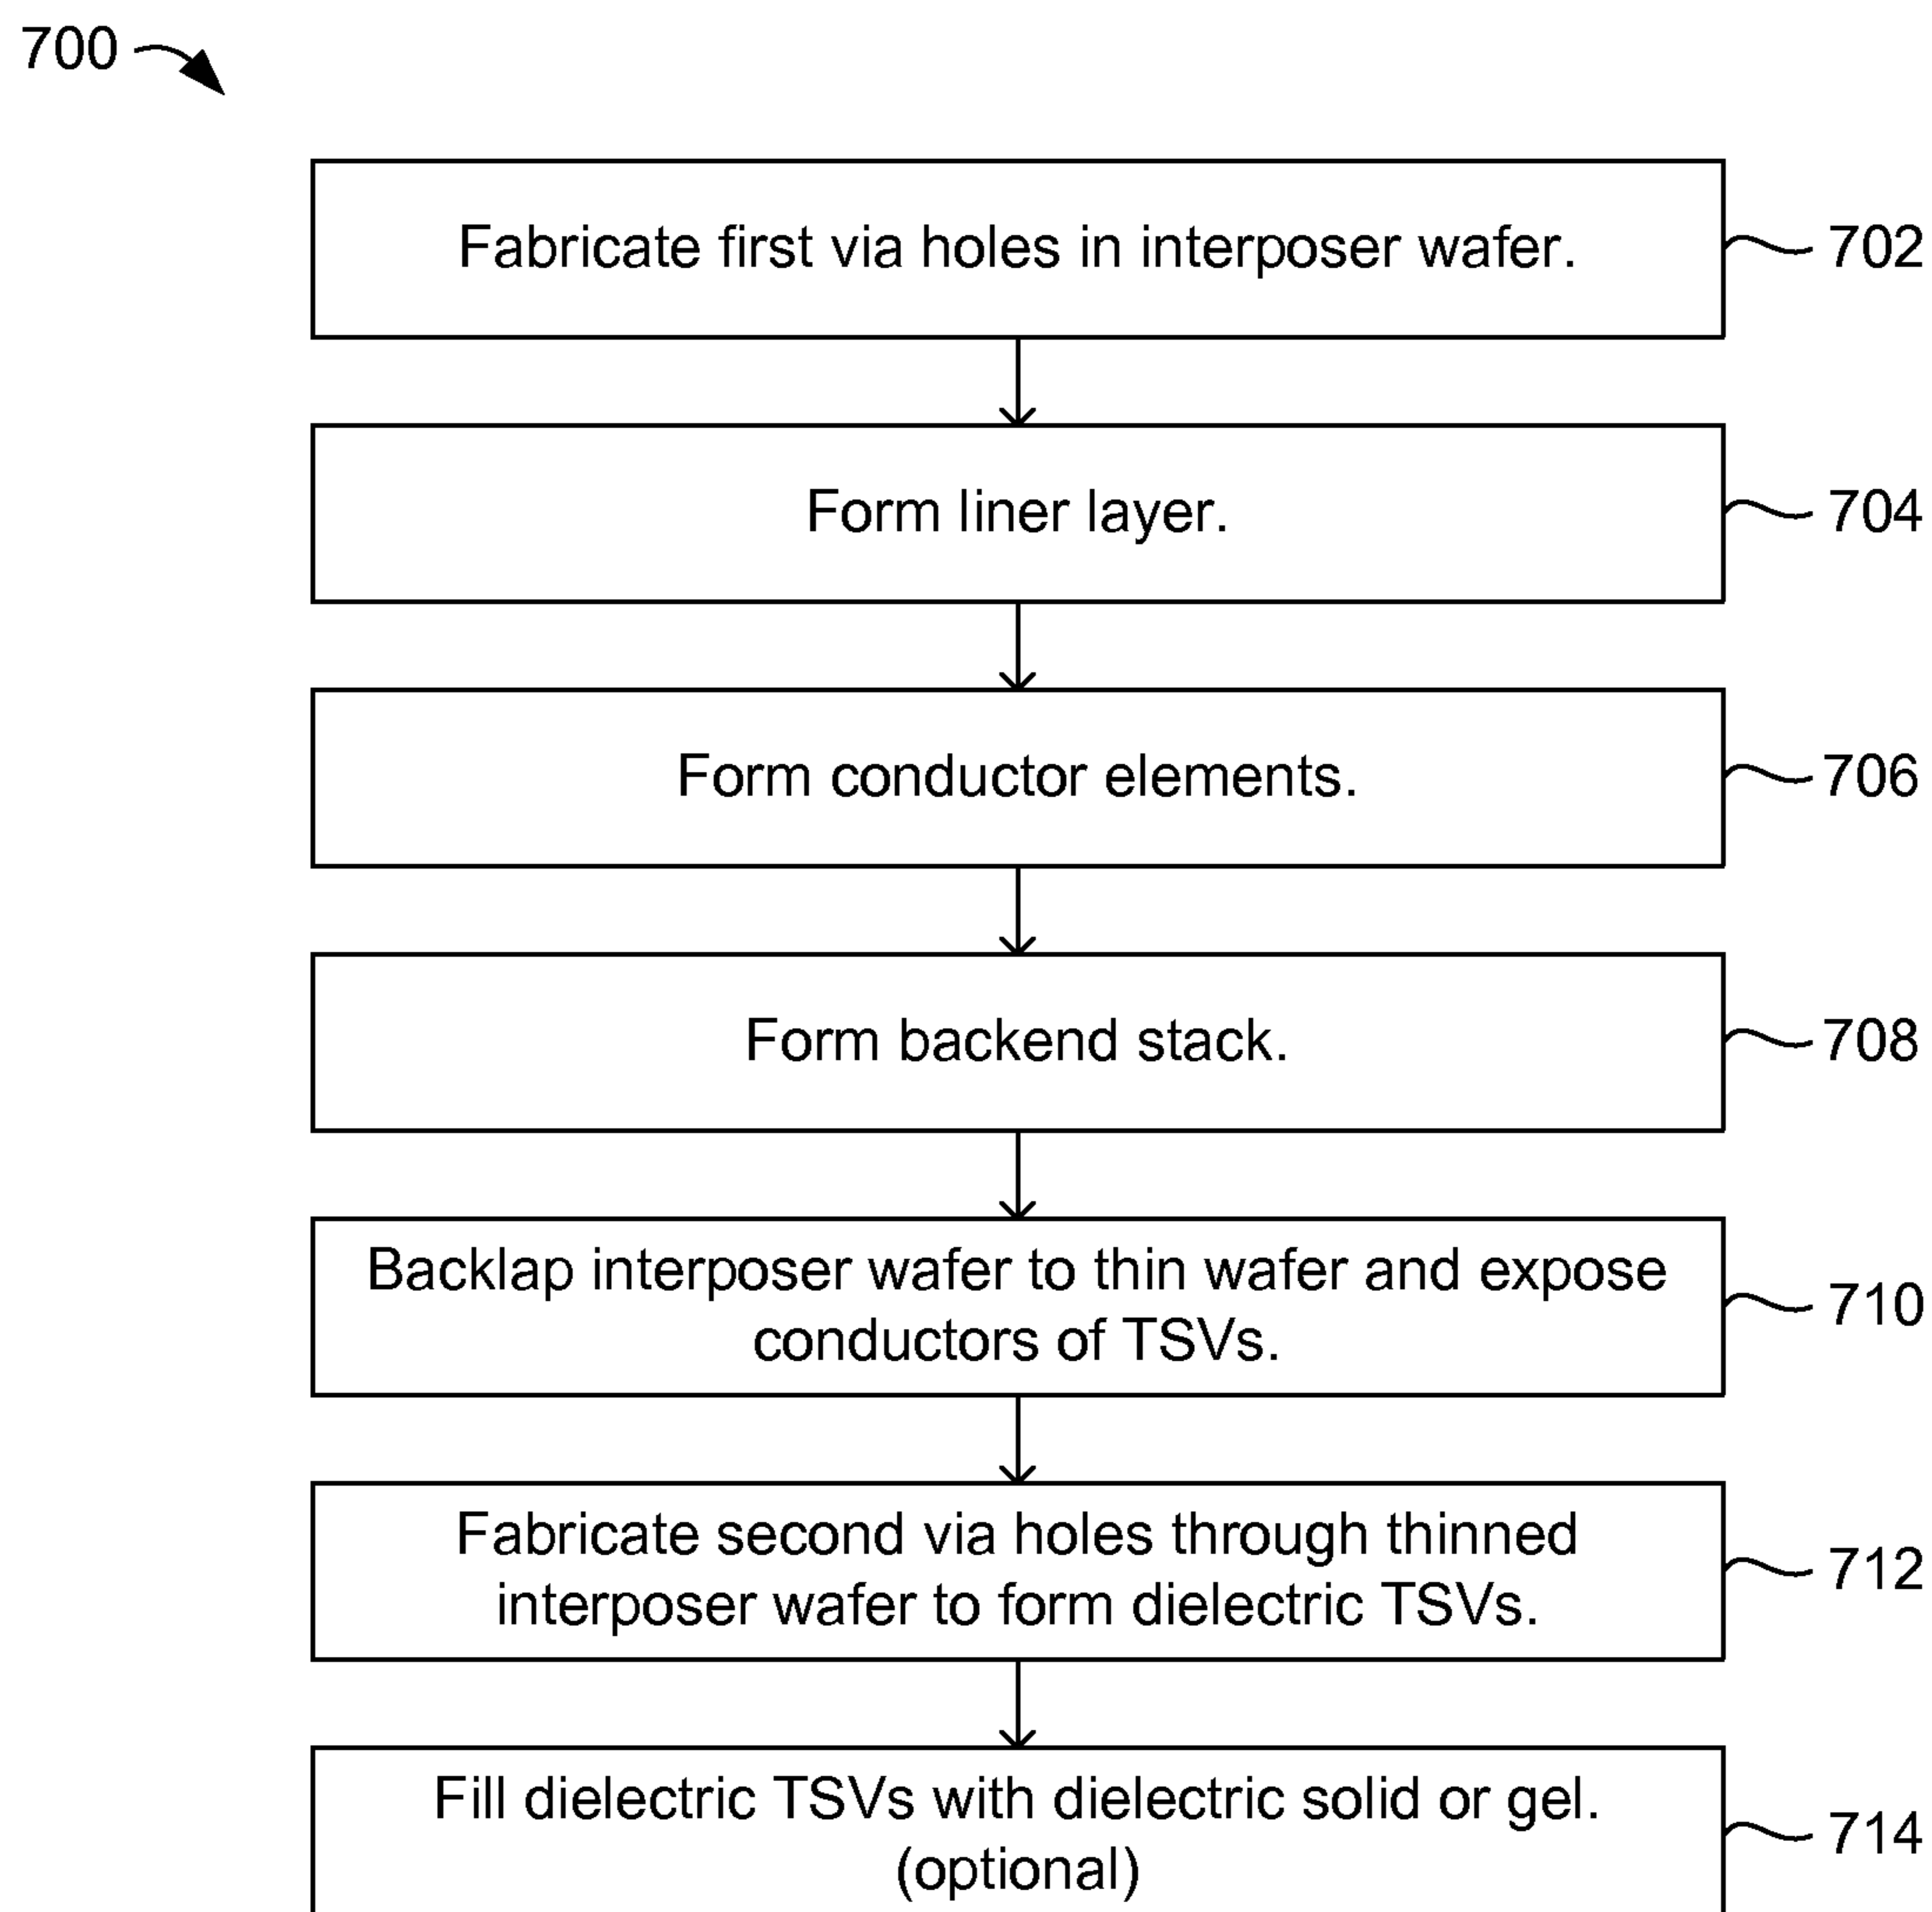 700
Fabricate first via holes in interposer wafer.
702
Form liner layer.
704
Form conductor elements.
706
Form backend stack.
708
Backlap interposer wafer to thin wafer and expose
conductors of TSVs.
710
Fabricate second via holes through thinned
interposer wafer to form dielectric TSVs.
712
Fill dielectric TSVs with dielectric solid or gel.
(optional)
714